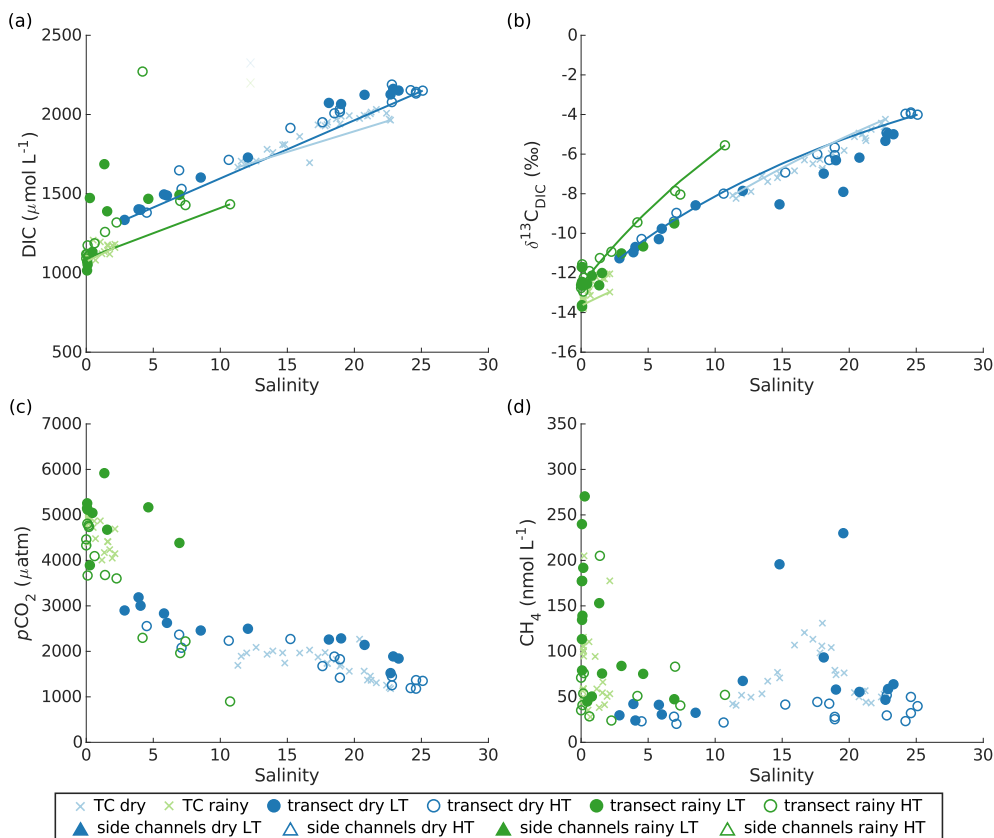 (a)
2500
2000
1500
1000
500
DIC (μmol L⁻¹)
0 5 10 15 20 25 30
Salinity
(b)
0
-2
-4
-6
-8
-10
-12
-14
-16
δ¹³C_DIC (‰)
0 5 10 15 20 25 30
Salinity
(c)
7000
6000
5000
4000
3000
2000
1000
0
pCO₂ (μatm)
0 5 10 15 20 25 30
Salinity
(d)
350
300
250
200
150
100
50
0
CH₄ (nmol L⁻¹)
0 5 10 15 20 25 30
Salinity
TC dry TC rainy transect dry LT transect dry HT transect rainy LT transect rainy HT
side channels dry LT side channels dry HT side channels rainy LT side channels rainy HT